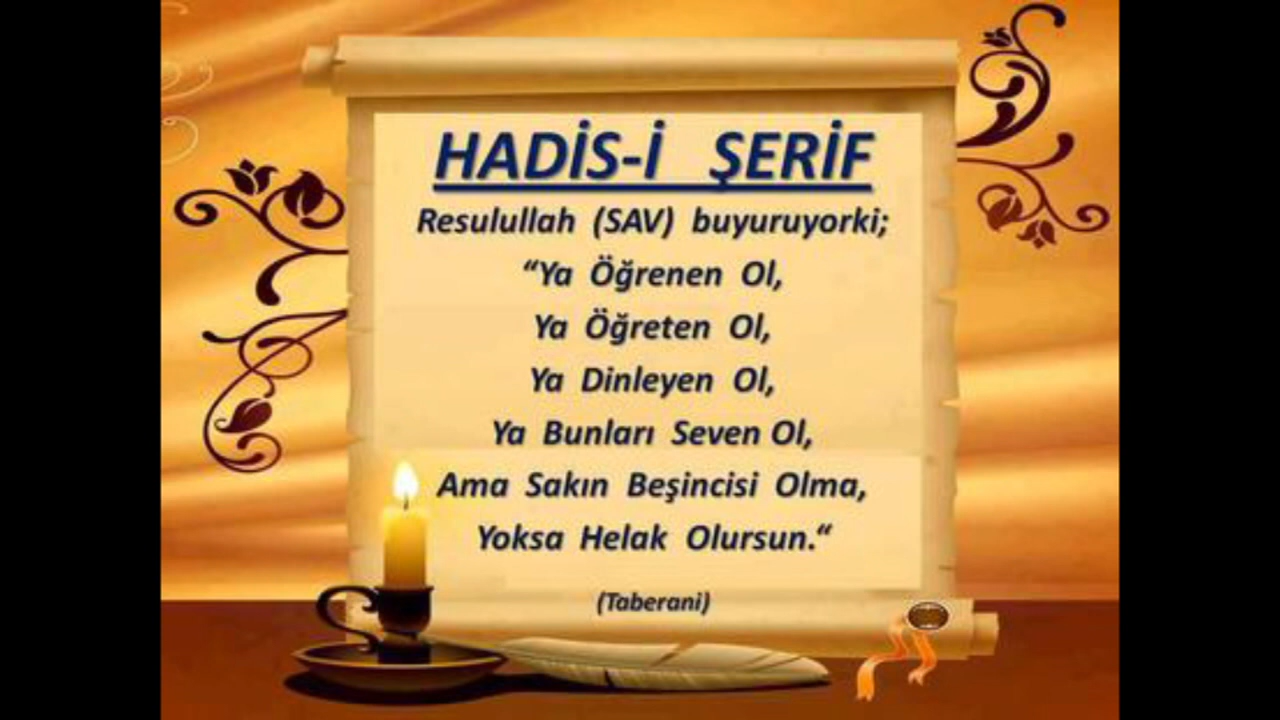 HADİS-İ ŞERİF
Resulullah (SAV) buyuruyorki;
“Ya Öğrenen Ol,
Ya Öğreten Ol,
Ya Dinleyen Ol,
Ya Bunları Seven Ol,
Ama Sakın Beşincisi Olma,
Yoksa Helak Olursun.“
(Taberani)